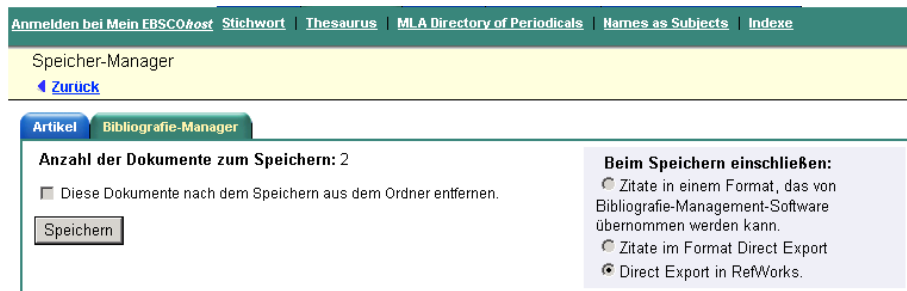 Anmelden bei Mein EBSCOhost Stichwort | Thesaurus | MLA Directory of Periodicals | Names as Subjects | Indexe
Speicher-Manager
Zurück
Artikel Bibliografie-Manager
Anzahl der Dokumente zum Speichern: 2
Diese Dokumente nach dem Speichern aus dem Ordner entfernen.
Speichern
Beim Speichern einschließen:
Zitate in einem Format, das von
Bibliografie-Management-Software
übernommen werden kann.
Zitate im Format Direct Export
Direct Export in RefWorks.